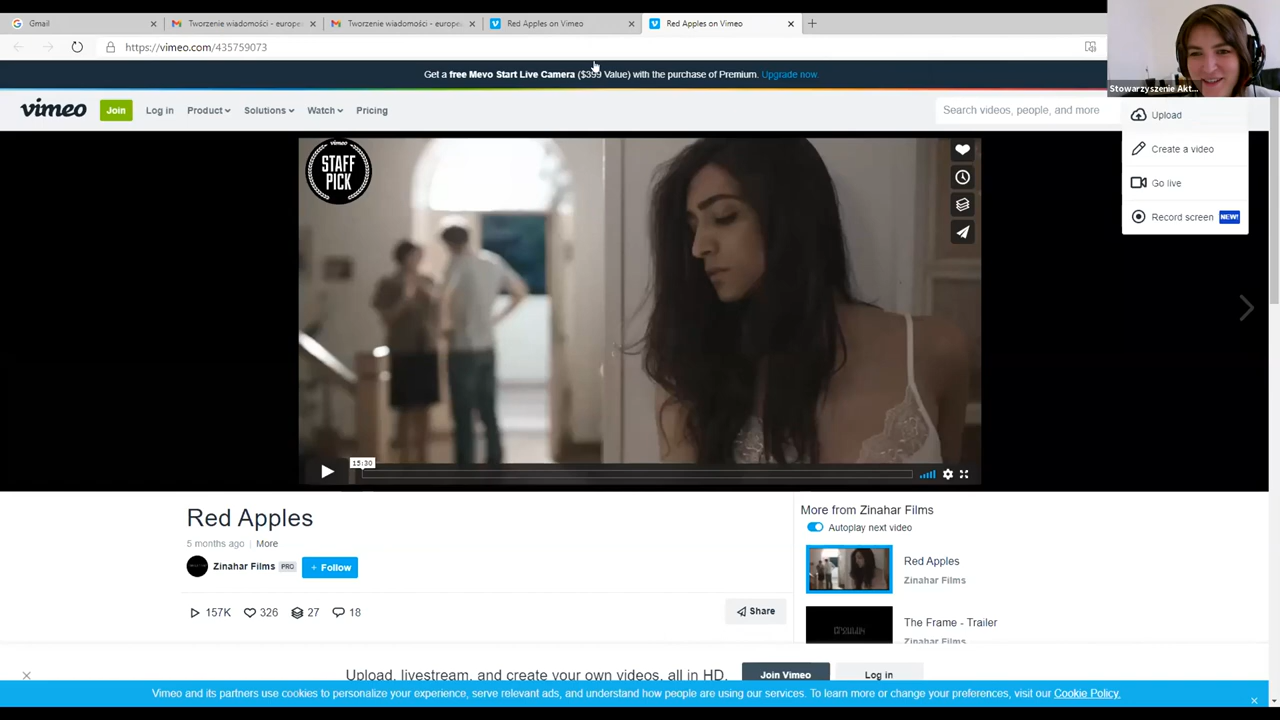 Gmail
Tworzenie wiadomości - europe
Tworzenie wiadomości - europe
Red Apples on Vimeo
Red Apples on Vimeo
https://vimeo.com/435759073
Stowarzyszenie Akt...
Get a free Mevo Start Live Camera ($399 Value) with the purchase of Premium. Upgrade now.
vimeo
Join
Log in
Product
Solutions
Watch
Pricing
Search videos, people, and more
Upload
Create a video
Go live
Record screen NEW!
vimeo
STAFF
PICK
15:30
Red Apples
5 months ago
More
Zinahar Films PRO
+ Follow
157K
326
27
18
Share
More from Zinahar Films
Autoplay next video
Red Apples
Zinahar Films
The Frame - Trailer
Zinahar Films
Upload, livestream, and create your own videos, all in HD.
Join Vimeo
Log in
Vimeo and its partners use cookies to personalize your experience, serve relevant ads, and understand how people are using our services. To learn more or change your preferences, visit our Cookie Policy.